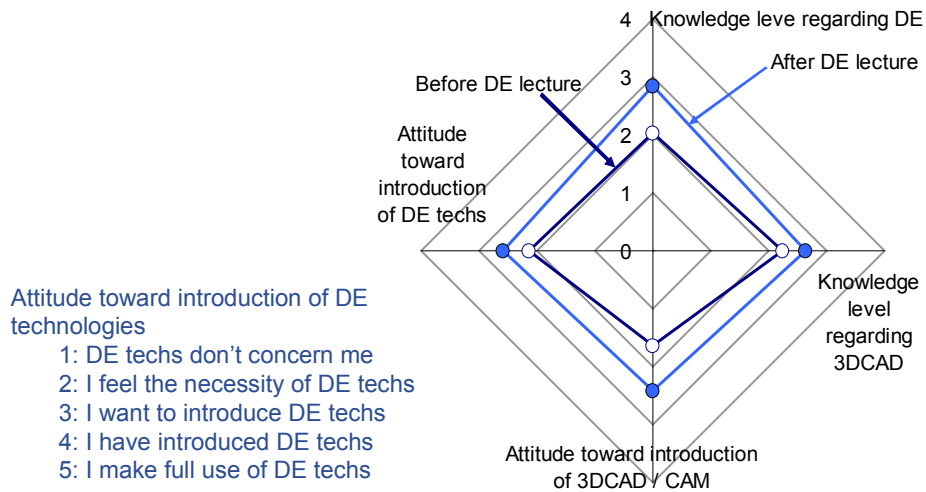 4
Knowledge leve regarding DE
After DE lecture
3
Before DE lecture
Attitude
toward
introduction
of DE techs
2
1
0
Knowledge
level
regarding
3DCAD
Attitude toward introduction of DE
technologies
1: DE techs don't concern me
2: I feel the necessity of DE techs
3: I want to introduce DE techs
4: I have introduced DE techs
5: I make full use of DE techs
Attitude toward introduction
of 3DCAD / CAM